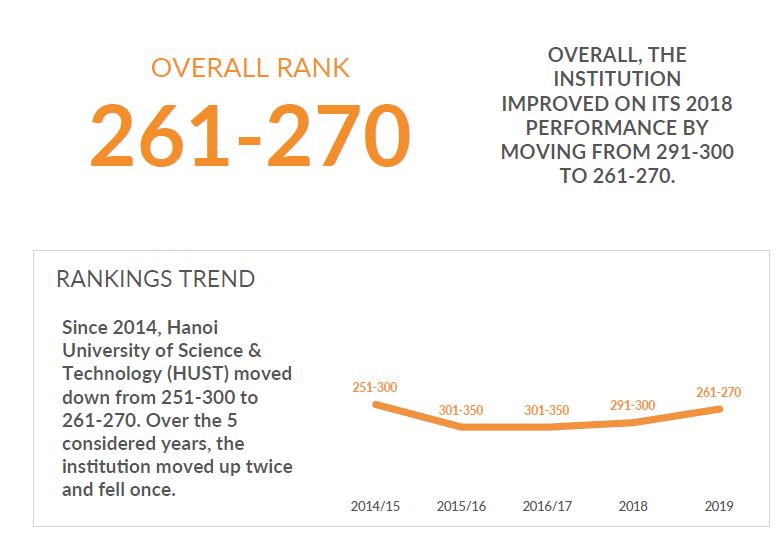 OVERALL RANK
261-270
OVERALL, THE
INSTITUTION
IMPROVED ON ITS 2018
PERFORMANCE BY
MOVING FROM 291-300
TO 261-270.
RANKINGS TREND
Since 2014, Hanoi
University of Science &
Technology (HUST) moved
down from 251-300 to
261-270. Over the 5
considered years, the
institution moved up twice
and fell once.
251-300
301-350
301-350
291-300
261-270
2014/15
2015/16
2016/17
2018
2019